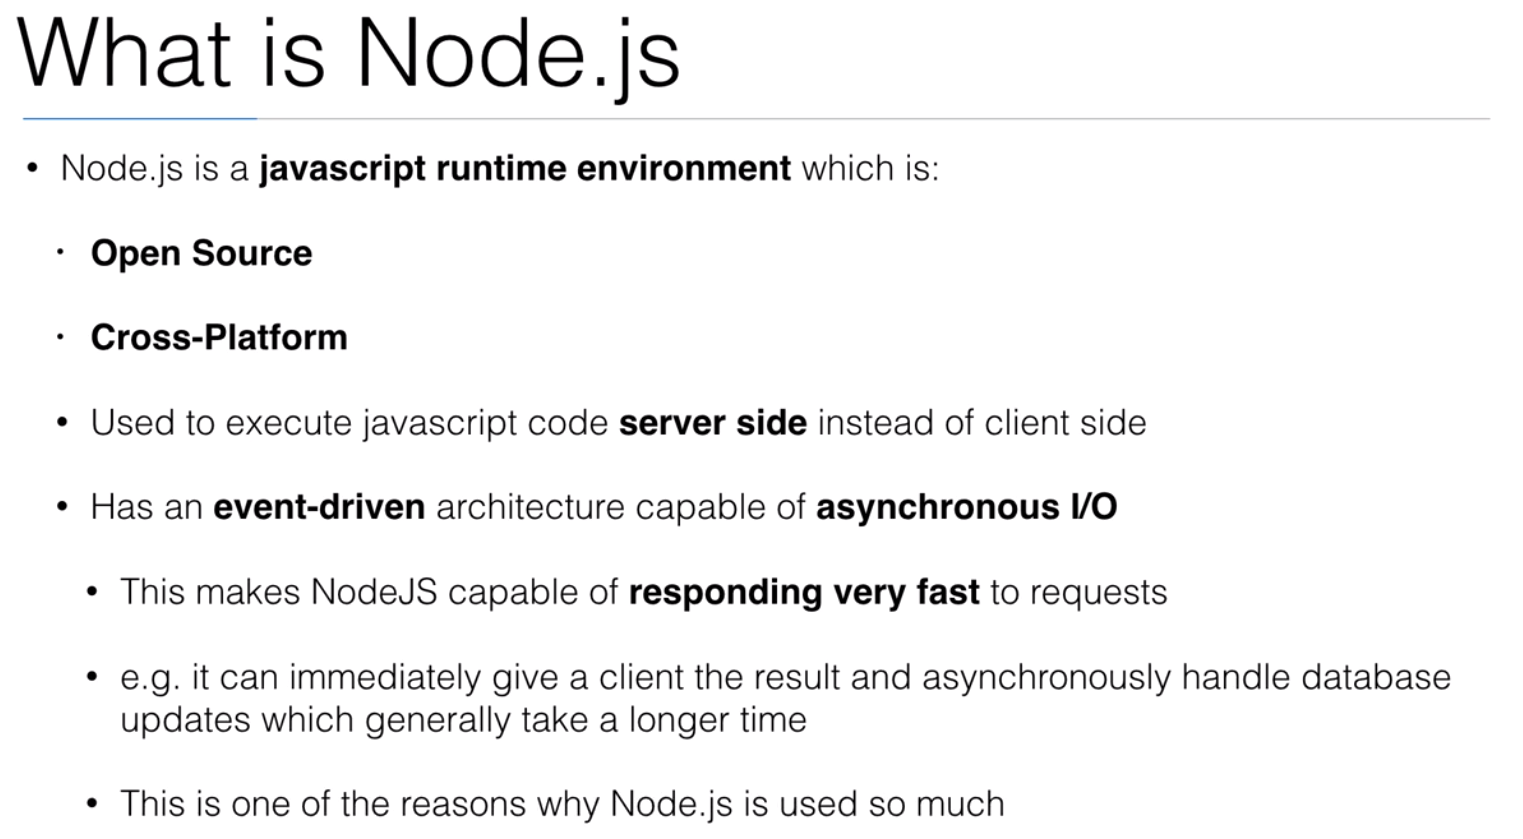 What is Node.js
• Node.js is a javascript runtime environment which is:
• Open Source
• Cross-Platform
• Used to execute javascript code server side instead of client side
• Has an event-driven architecture capable of asynchronous I/O
• This makes NodeJS capable of responding very fast to requests
• e.g. it can immediately give a client the result and asynchronously handle database
updates which generally take a longer time
• This is one of the reasons why Node.js is used so much